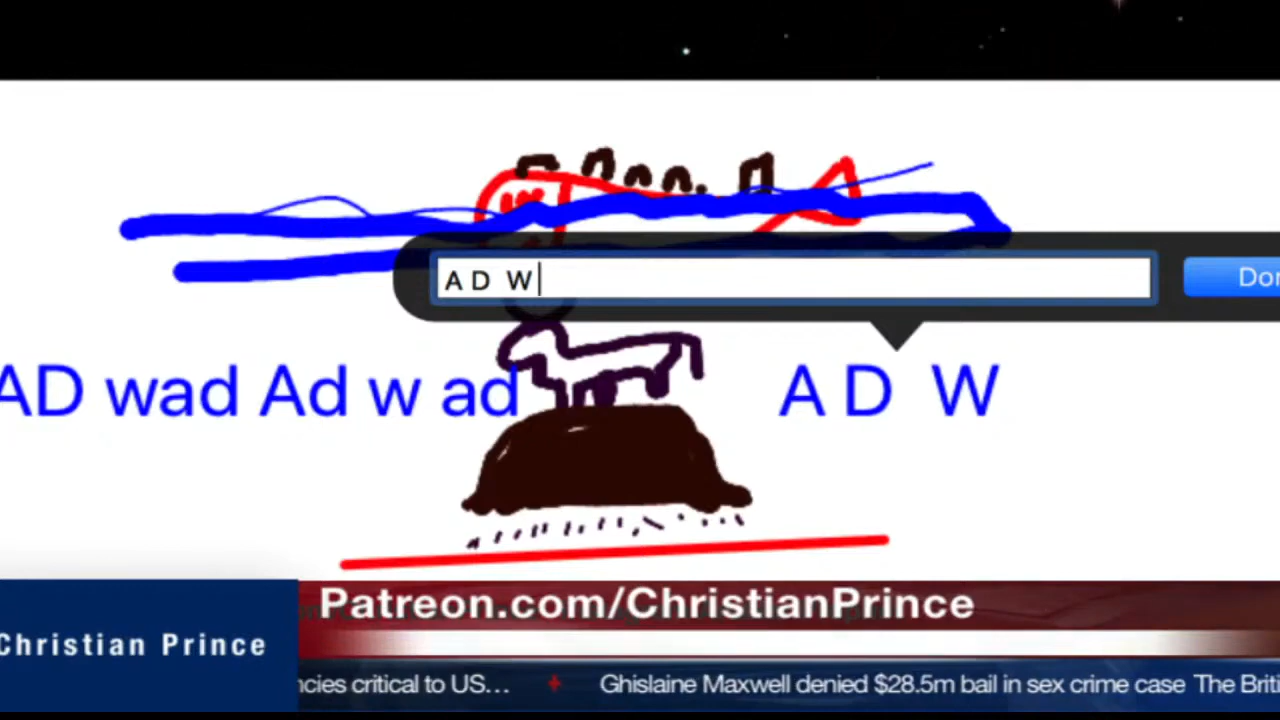 A D W
Don
AD wad Ad w ad
A D W
Patreon.com/ChristianPrince
Christian Prince
ncies critical to US… Ghislaine Maxwell denied $28.5m bail in sex crime case The Briti